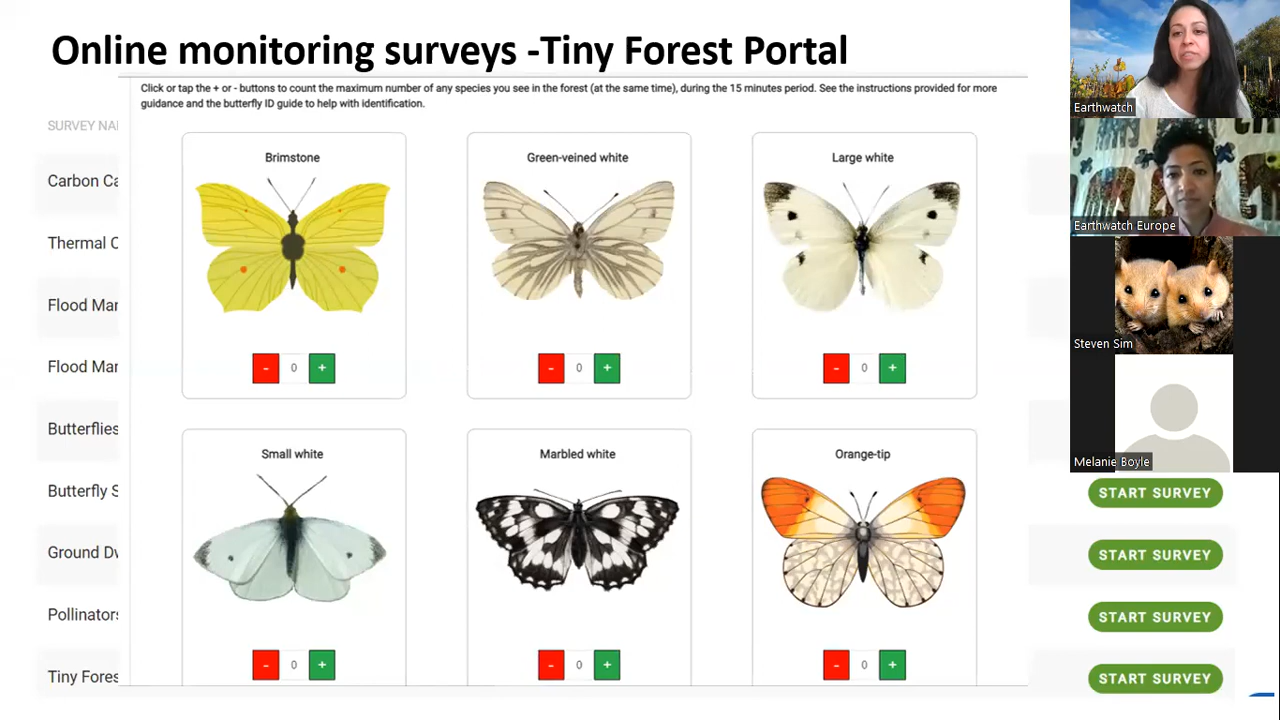 Online monitoring surveys -Tiny Forest Portal
Click or tap the + or - buttons to count the maximum number of any species you see in the forest (at the same time), during the 15 minutes period. See the instructions provided for more
guidance and the butterfly ID guide to help with identification.
SURVEY NA
Carbon Ca
Thermal C
Flood Mar
Flood Mar
Butterflies
Butterfly S
Ground Dw
Pollinators
Tiny Fores
Brimstone
Green-veined white
Large white
- 0 +
- 0 +
- 0 +
Small white
Marbled white
Orange-tip
- 0 +
- 0 +
- 0 +
Earthwatch
Earthwatch Europe
Steven Sim
Melanie Boyle
START SURVEY
START SURVEY
START SURVEY
START SURVEY